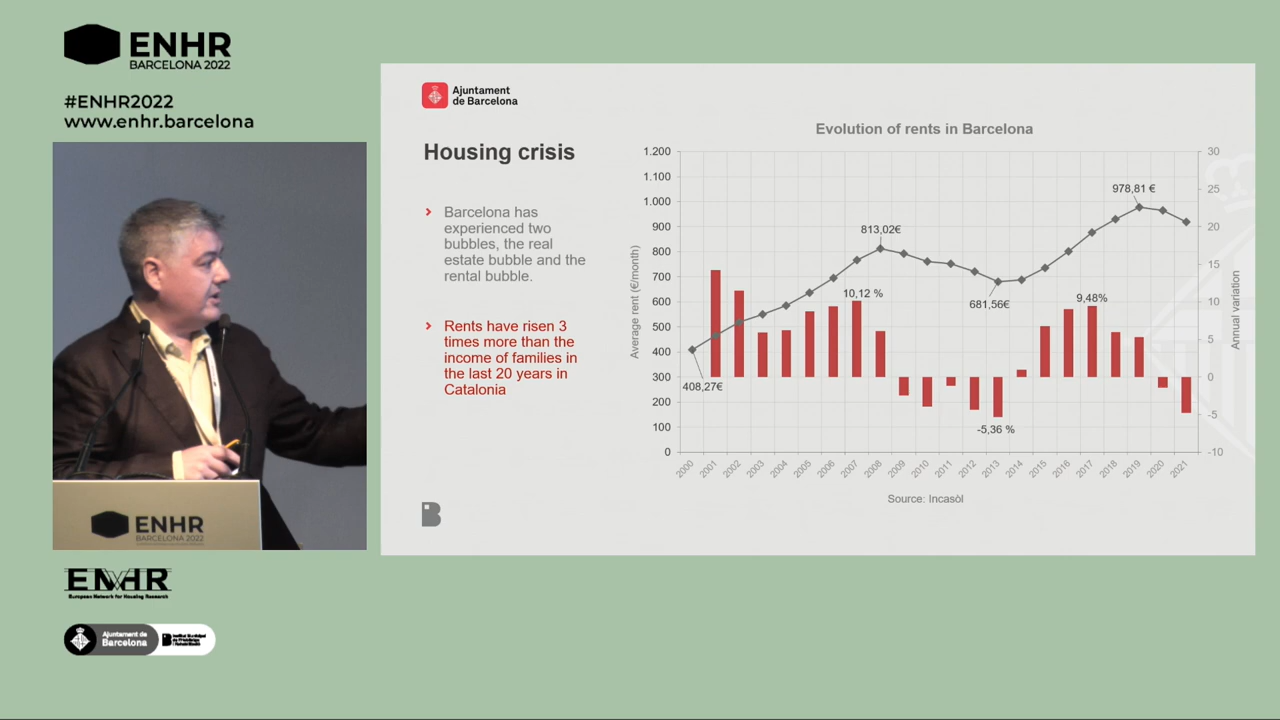 ENHR
BARCELONA 2022
#ENHR2022
www.enhr.barcelona
Ajuntament
de Barcelona
Housing crisis
Barcelona has
experienced two
bubbles, the real
estate bubble and the
rental bubble.
Rents have risen 3
times more than the
income of families in
the last 20 years in
Catalonia
B
Evolution of rents in Barcelona
Average rent (€/month)
1.200
1.100
1.000
900
800
700
600
500
400
300
200
100
0
408,27€
813,02€
10,12 %
681,56€
-5,36 %
9,48%
978,81 €
30
25
20
15
10
5
0
-5
-10
Annual variation
2000
2001
2002
2003
2004
2005
2006
2007
2008
2009
2010
2011
2012
2013
2014
2015
2016
2017
2018
2019
2020
2021
Source: Incasòl
ENHR
BARCELONA 2022
ENHR
European Network for Housing Research
Ajuntament de
Barcelona